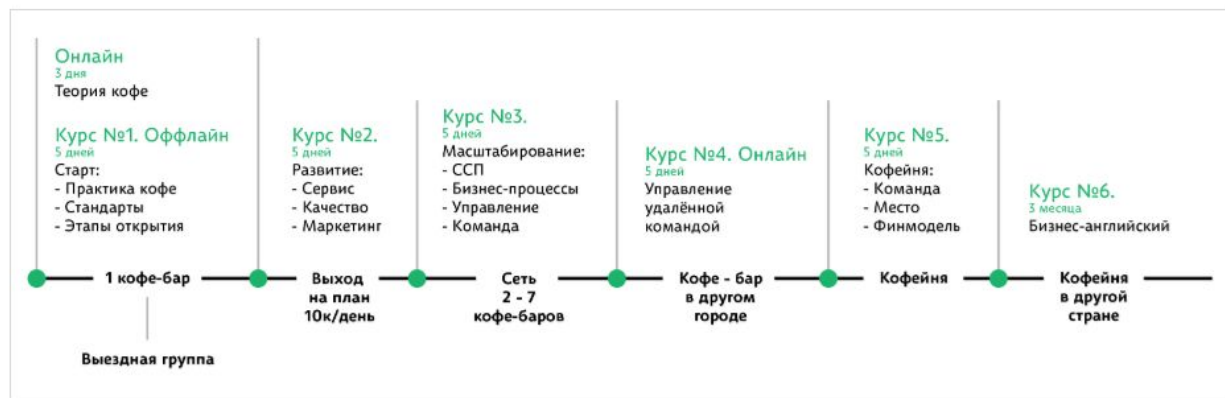 Онлайн
3 дня
Теория кофе
Курс №1. Оффлайн
5 дней
Старт:
- Практика кофе
- Стандарты
- Этапы открытия
Курс №2.
5 дней
Развитие:
- Сервис
- Качество
- Маркетинг
Курс №3.
5 дней
Масштабирование:
- ССП
- Бизнес-процессы
- Управление
- Команда
Курс №4. Онлайн
5 дней
Управление
удалённой
командой
Курс №5.
5 дней
Кофейня:
- Команда
- Место
- Финмодель
Курс №6.
3 месяца
Бизнес-английский
1 кофе-бар
Выход
на план
10к/день
Сеть
2 - 7
кофе-баров
Кофе - бар
в другом
городе
Кофейня
Кофейня
в другой
стране
Выездная группа